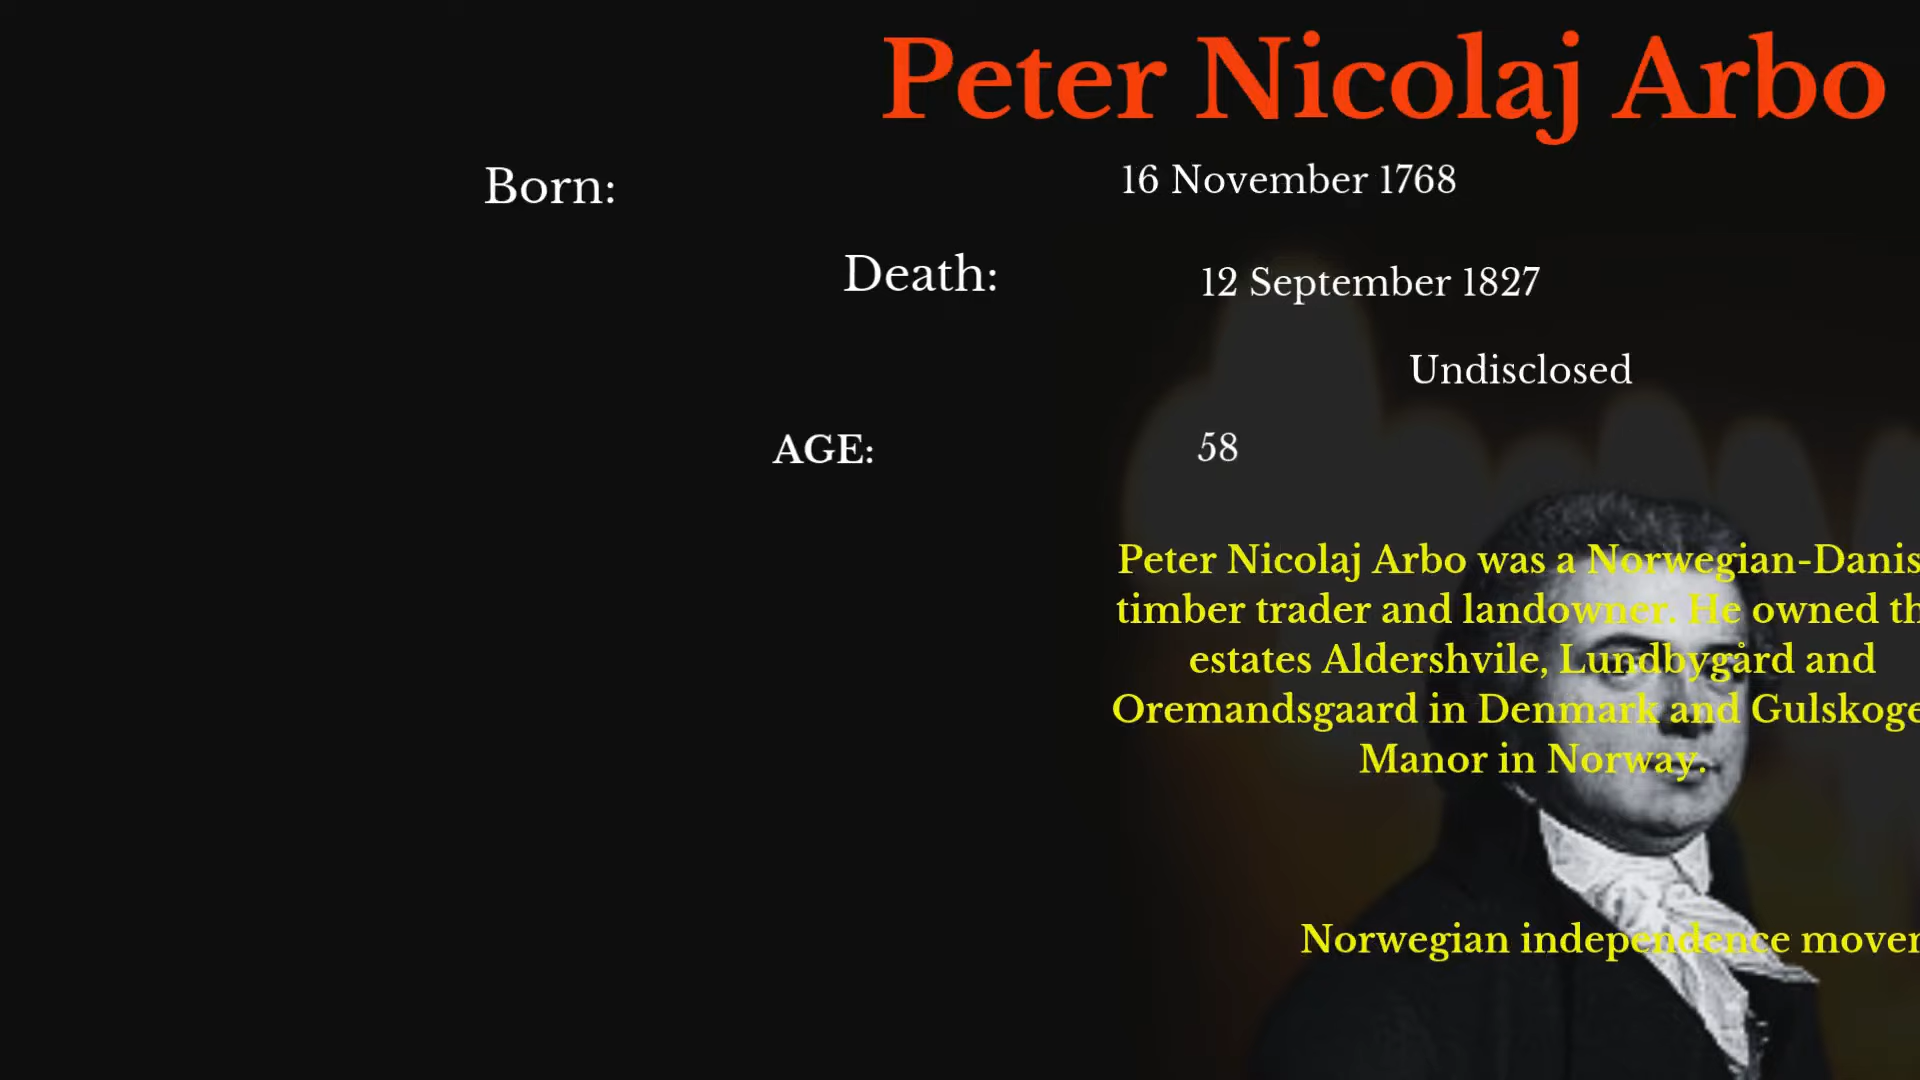 Peter Nicolaj Arbo
Born: 16 November 1768
Death: 12 September 1827
Undisclosed
AGE: 58
Peter Nicolaj Arbo was a Norwegian-Danis
timber trader and landowner. He owned th
estates Aldershvile, Lundbygård and
Oremandsgaard in Denmark and Gulskoge
Manor in Norway.
Norwegian independence mover